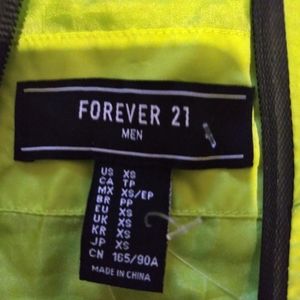 FOREVER 21
MEN
US XS
CA TP
MX XS/EP
BR PP
EU XS
UK XS
KR XS
JP XS
CN 165/90A
MADE IN CHINA